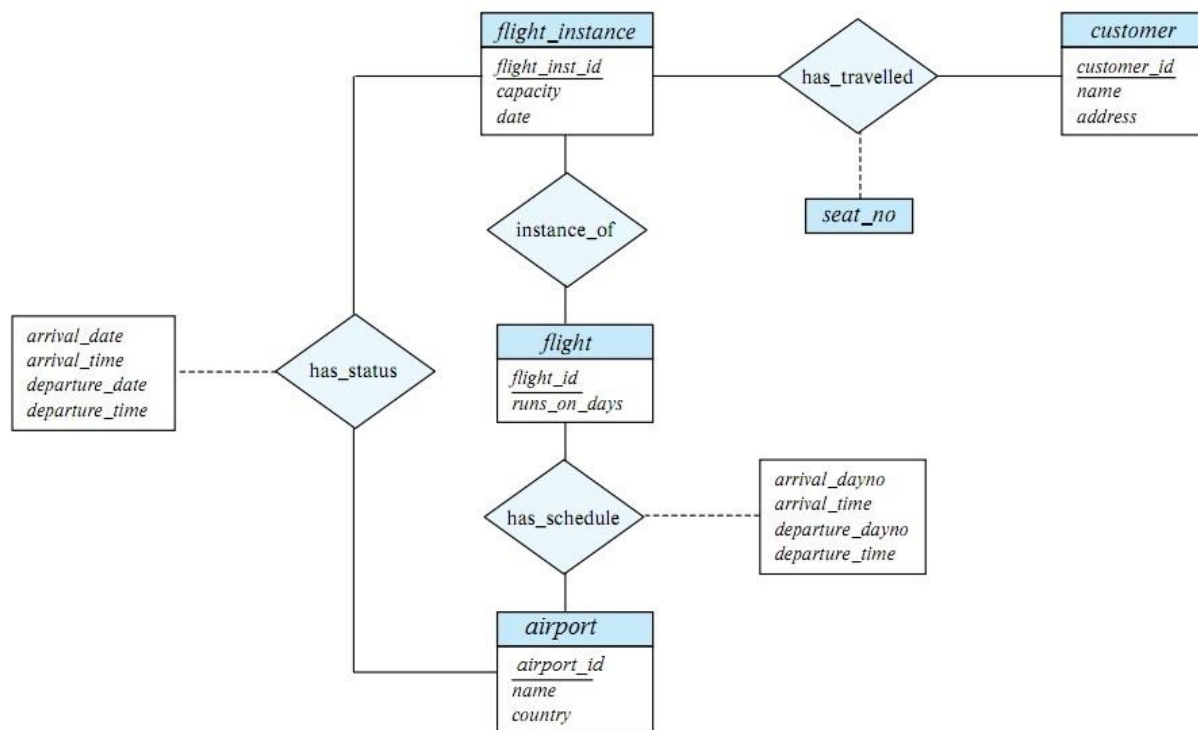 flight_instance
flight_inst_id
capacity
date
has_travelled
customer
customer_id
name
address
seat_no
instance_of
arrival_date
arrival_time
departure_date
departure_time
has_status
flight
flight_id
runs_on_days
has_schedule
arrival_dayno
arrival_time
departure_dayno
departure_time
airport
airport_id
name
country